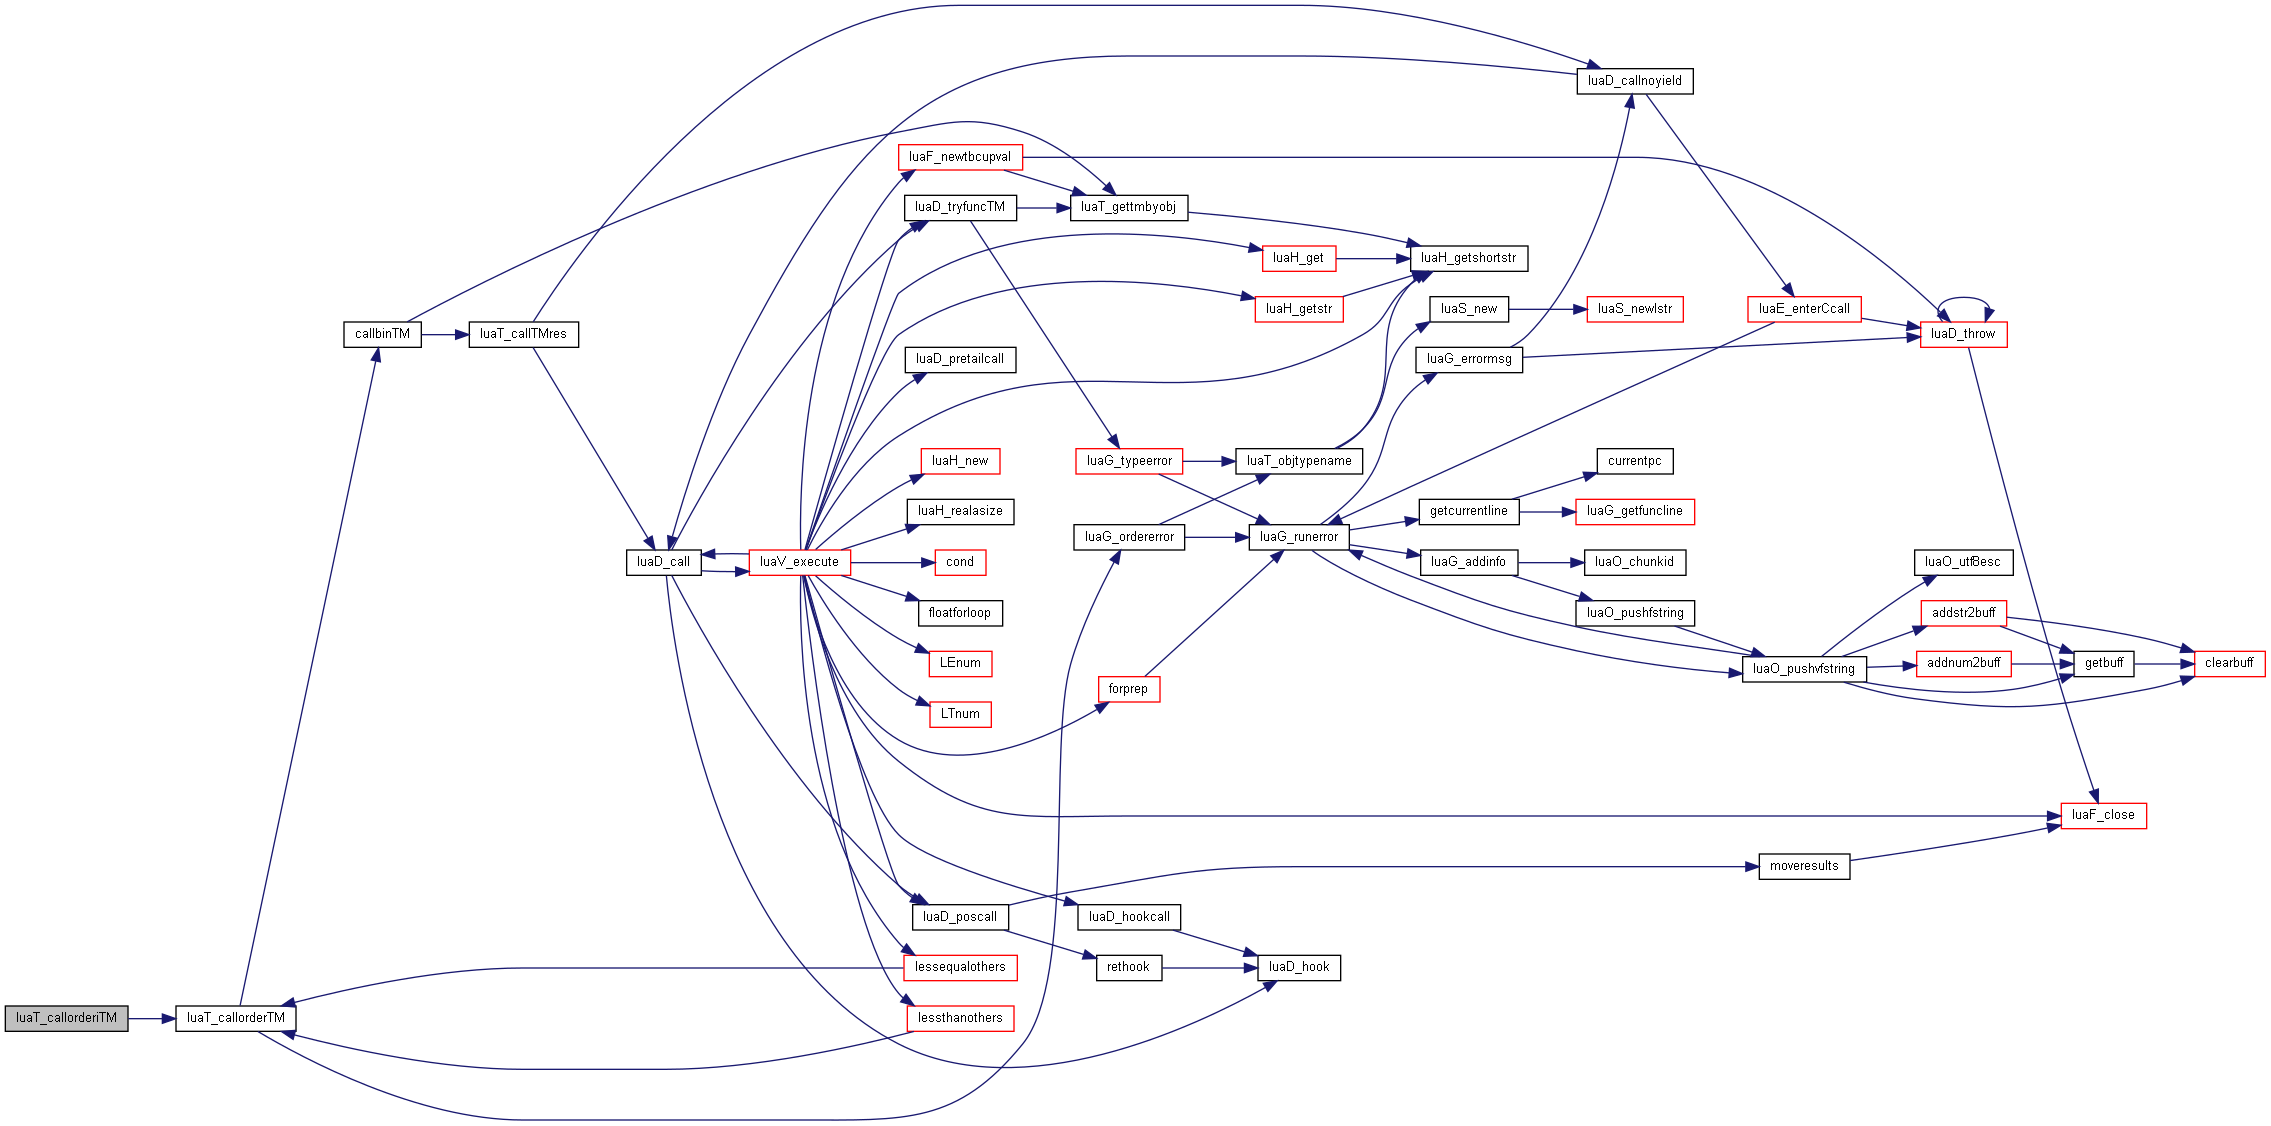 luaD_callnoyield
luaF_newtbcupval
luaD_tryfuncTM
luaT_gettmbyobj
luaH_get
luaH_getshortstr
luaH_getstr
luaS_new
luaS_newlstr
luaE_enterCcall
callbinTM
luaT_callTMres
luaD_throw
luaD_pretailcall
luaG_errormsg
luaH_new
luaG_typeerror
luaT_objtypename
currentpc
luaH_realasize
getcurrentline
luaG_getfuncline
luaG_ordererror
luaG_runerror
luaD_call
luaV_execute
cond
luaG_addinfo
luaO_chunkid
luaO_utf8esc
floatforloop
luaO_pushfstring
addstr2buff
LEnum
luaO_pushvfstring
addnum2buff
getbuff
clearbuff
forprep
LTnum
luaF_close
moveresults
luaD_poscall
luaD_hookcall
lessequalothers
rethook
luaD_hook
luaT_callorderiTM
luaT_callorderTM
lessthanothers